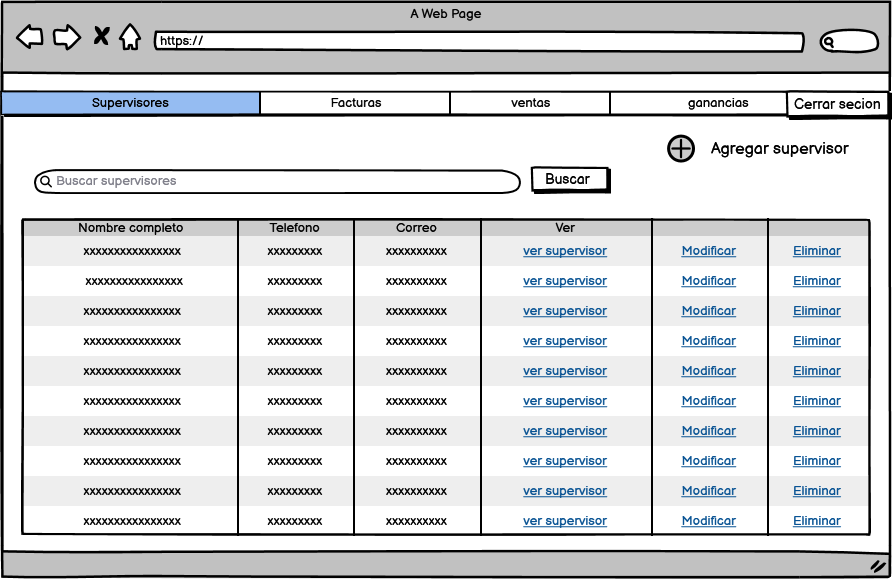 A Web Page
https://
Supervisores Facturas ventas ganancias Cerrar secion
Agregar supervisor
Buscar supervisores Buscar
Nombre completo Telefono Correo Ver
xxxxxxxxxxxxxxxx xxxxxxxxx xxxxxxxxxx ver supervisor Modificar Eliminar
xxxxxxxxxxxxxxxx xxxxxxxxx xxxxxxxxxx ver supervisor Modificar Eliminar
xxxxxxxxxxxxxxxx xxxxxxxxx xxxxxxxxxx ver supervisor Modificar Eliminar
xxxxxxxxxxxxxxxx xxxxxxxxx xxxxxxxxxx ver supervisor Modificar Eliminar
xxxxxxxxxxxxxxxx xxxxxxxxx xxxxxxxxxx ver supervisor Modificar Eliminar
xxxxxxxxxxxxxxxx xxxxxxxxx xxxxxxxxxx ver supervisor Modificar Eliminar
xxxxxxxxxxxxxxxx xxxxxxxxx xxxxxxxxxx ver supervisor Modificar Eliminar
xxxxxxxxxxxxxxxx xxxxxxxxx xxxxxxxxxx ver supervisor Modificar Eliminar
xxxxxxxxxxxxxxxx xxxxxxxxx xxxxxxxxxx ver supervisor Modificar Eliminar
xxxxxxxxxxxxxxxx xxxxxxxxx xxxxxxxxxx ver supervisor Modificar Eliminar